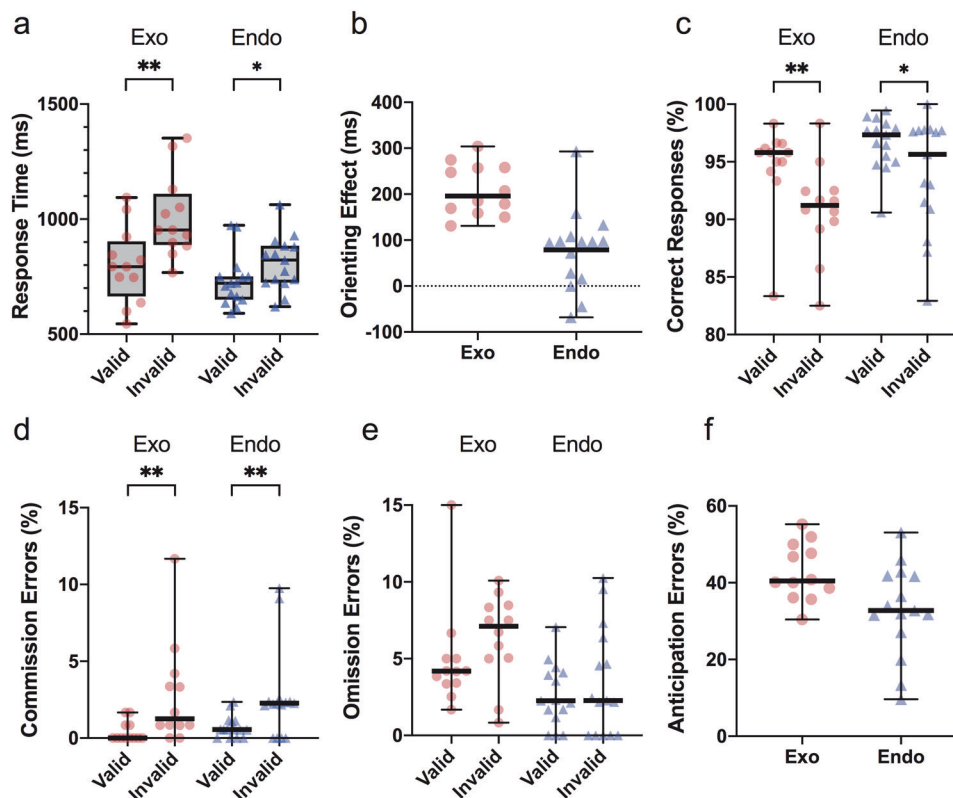 a
Exo
Endo
**
*
Response Time (ms)
1500
1000
500
Valid
Invalid
Valid
Invalid
b
Orienting Effect (ms)
400
300
200
100
0
-100
Exo
Endo
c
Exo
Endo
**
*
Correct Responses (%)
100
95
90
85
80
Valid
Invalid
Valid
Invalid
d
Exo
Endo
**
**
Commission Errors (%)
15
10
5
0
Valid
Invalid
Valid
Invalid
e
Exo
Endo
Omission Errors (%)
15
10
5
0
Valid
Invalid
Valid
Invalid
f
Anticipation Errors (%)
60
40
20
0
Exo
Endo